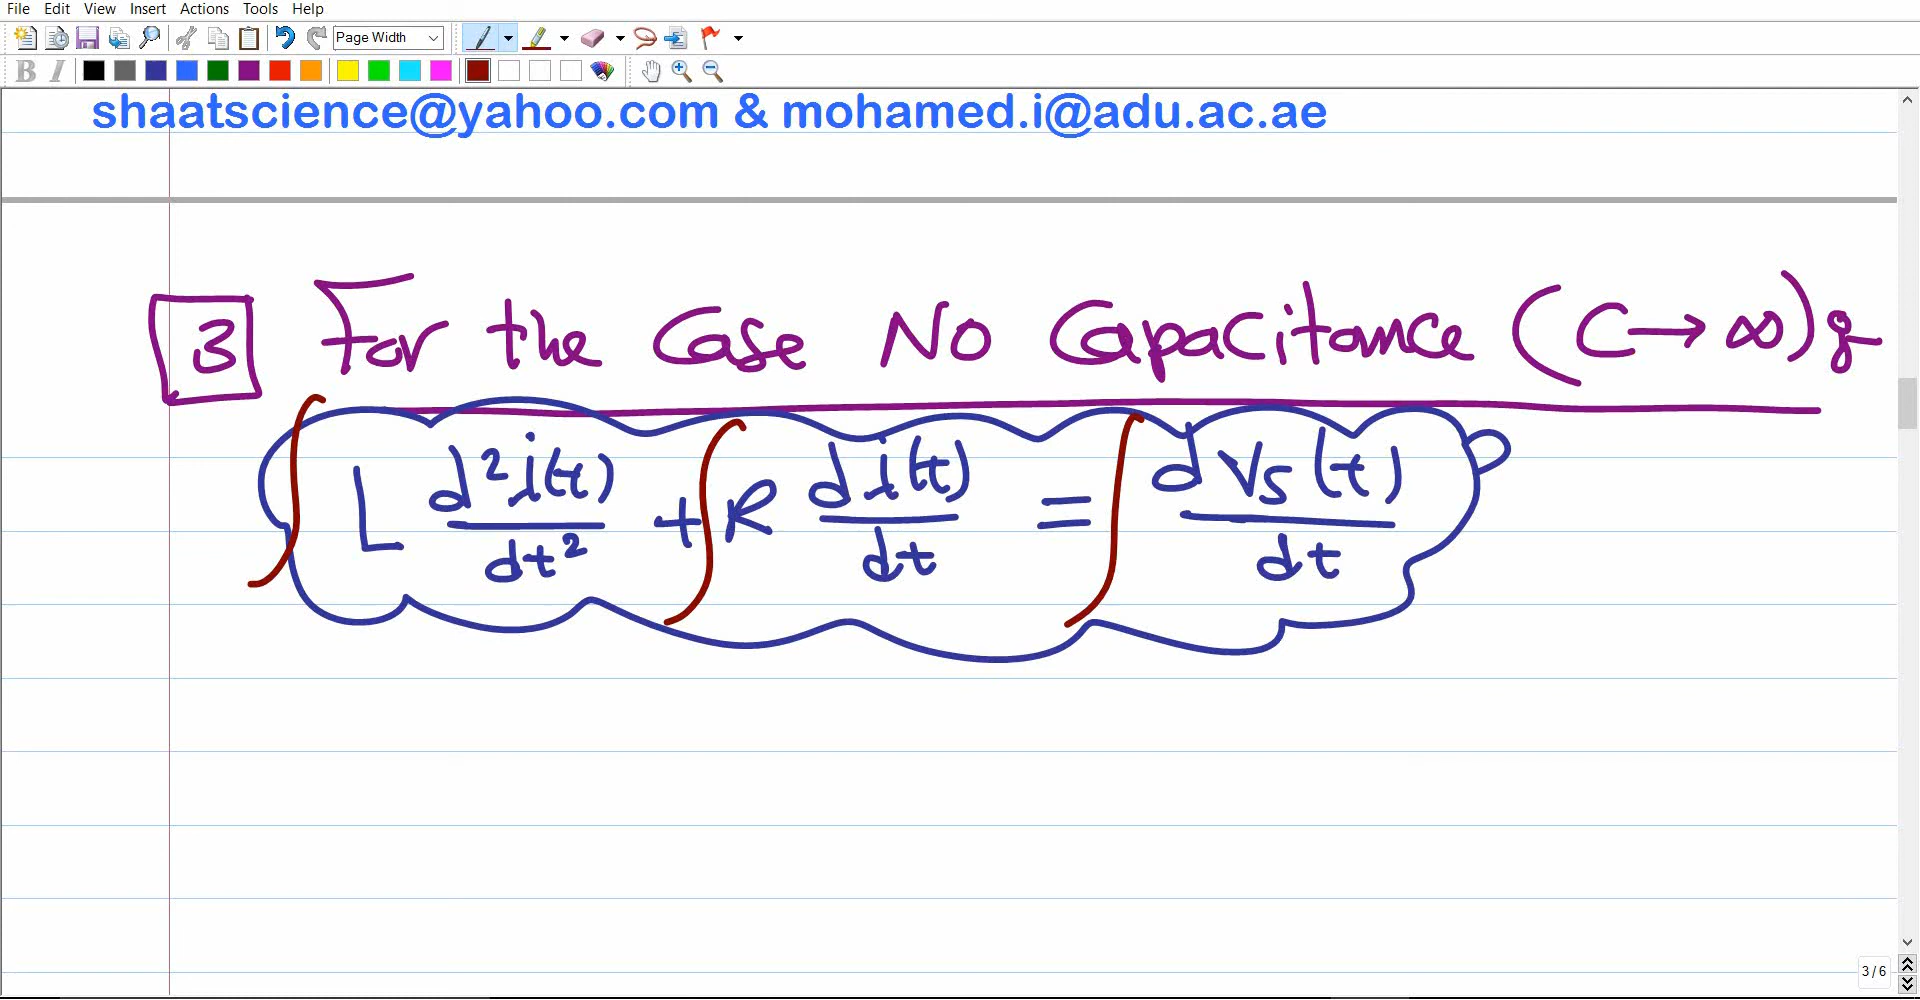 File Edit View Insert Actions Tools Help
Page Width
B I
shaatscience@yahoo.com & mohamed.i@adu.ac.ae
3 For the Case No Capacitance (C→∞)
∫ L d²i(t)/dt² + ∫ R di(t)/dt = ∫ dVs(t)/dt
3 / 6